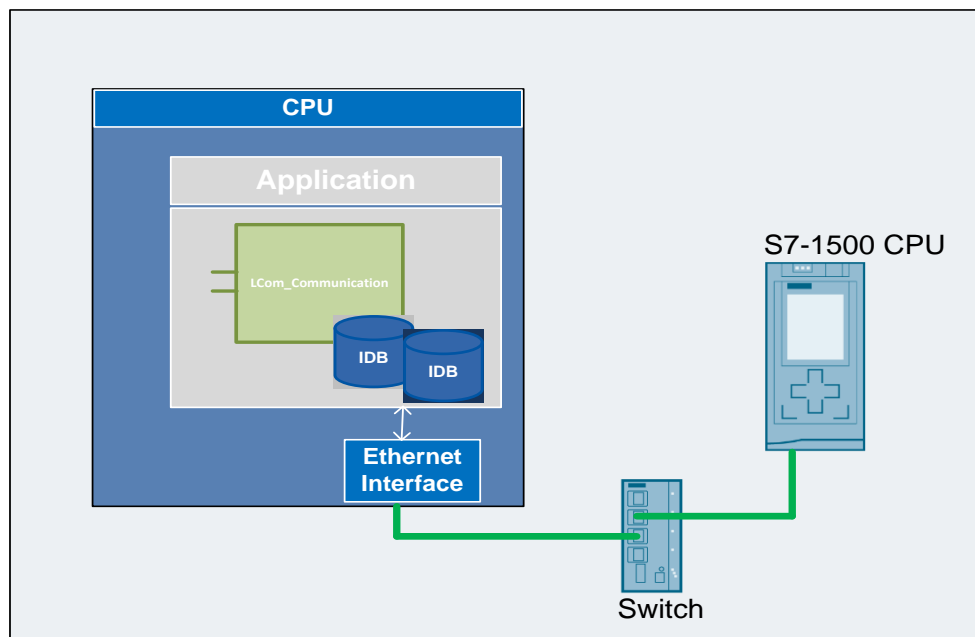 CPU
Application
S7-1500 CPU
LCom_Communication
IDB
IDB
Ethernet
Interface
Switch